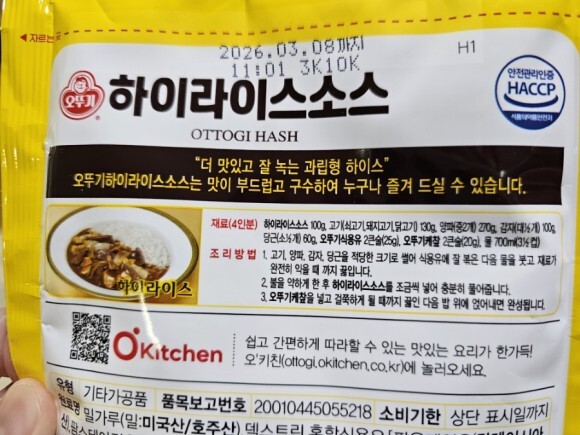 ◀자르는
2026.03.08까지
11:01 3K10K
H1
오뚜기
하이라이스소스
OTTOGI HASH
안전관리인증
HACCP
식품의약품안전처
"더 맛있고 잘 녹는 과립형 하이스"
오뚜기하이라이스소스는 맛이 부드럽고 구수하여 누구나 즐겨 드실 수 있습니다.
재료(4인분) 하이라이스소스 100g, 고기(쇠고기,돼지고기,닭고기) 130g, 양파(중2개) 270g, 감자(대½개) 100g,
당근(소½개) 60g, 오뚜기식용유 2큰술(25g), 오뚜기케찹 2큰술(20g), 물 700ml(3½컵)
조리방법 1. 고기, 양파, 감자, 당근을 적당한 크기로 썰어 식용유에 잘 볶은 다음 물을 붓고 재료가
완전히 익을 때 까지 끓입니다.
2. 불을 약하게 한 후 하이라이스소스를 조금씩 넣어 충분히 풀어줍니다.
3. 오뚜기케찹을 넣고 걸쭉하게 될 때까지 끓인 다음 밥 위에 얹어내면 완성됩니다.
하이라이스
O'Kitchen
쉽고 간편하게 따라할 수 있는 맛있는 요리가 한가득!
오'키친(ottogi.okitchen.co.kr)에 놀러오세요.
유형 기타가공품 품목보고번호 20010445055218 소비기한 상단 표시일까지
원료명 밀가루(밀:미국산/호주산), 덱스트린, 혼합식용유